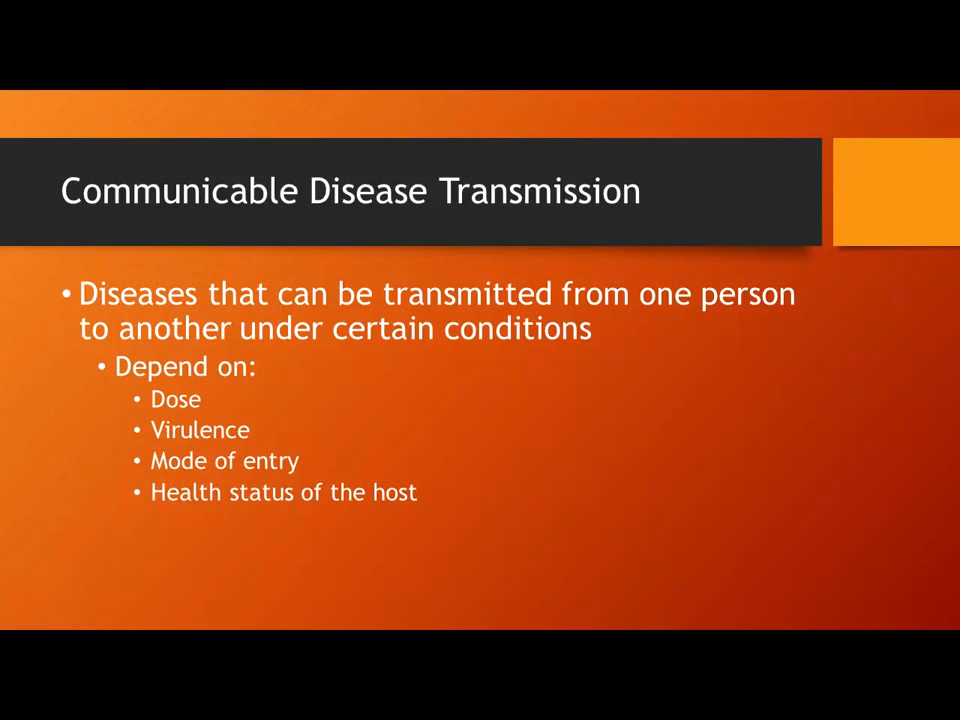 Communicable Disease Transmission
• Diseases that can be transmitted from one person
to another under certain conditions
• Depend on:
• Dose
• Virulence
• Mode of entry
• Health status of the host